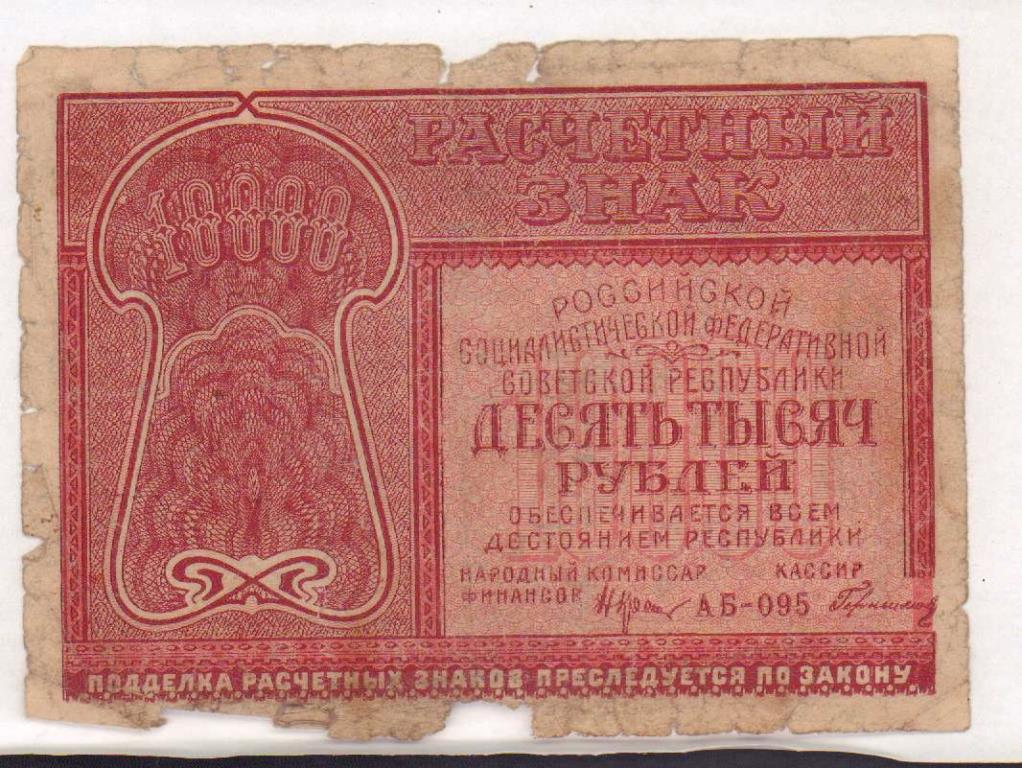 РАСЧЕТНЫЙ
ЗНАК
10000
РОССИЙСКОЙ
СОЦИАЛИСТИЧЕСКОЙ ФЕДЕРАТИВНОЙ
СОВЕТСКОЙ РЕСПУБЛИКИ
ДЕСЯТЬ ТЫСЯЧ
РУБЛЕЙ
ОБЕСПЕЧИВАЕТСЯ ВСЕМ
ДОСТОЯНИЕМ РЕСПУБЛИКИ
НАРОДНЫЙ КОМИССАР КАССИР
ФИНАНСОВ АБ-095
ПОДДЕЛКА РАСЧЕТНЫХ ЗНАКОВ ПРЕСЛЕДУЕТСЯ ПО ЗАКОНУ